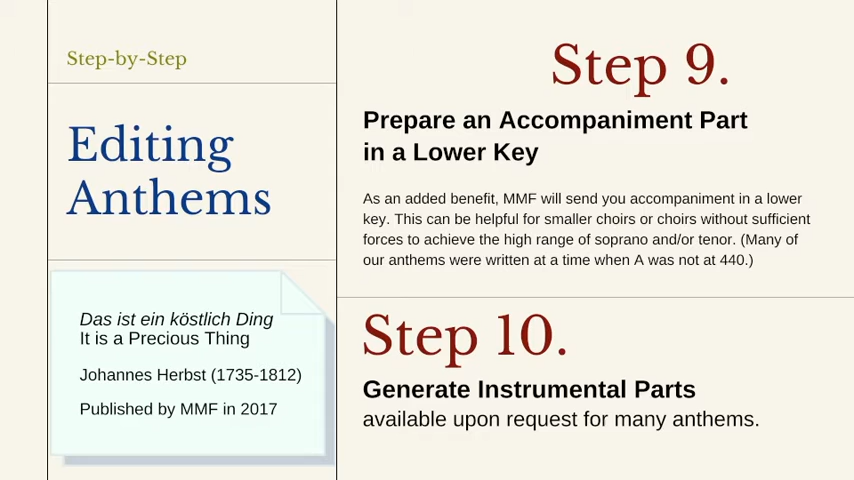 Step-by-Step
Editing
Anthems
Das ist ein köstlich Ding
It is a Precious Thing
Johannes Herbst (1735-1812)
Published by MMF in 2017
Step 9.
Prepare an Accompaniment Part
in a Lower Key
As an added benefit, MMF will send you accompaniment in a lower
key. This can be helpful for smaller choirs or choirs without sufficient
forces to achieve the high range of soprano and/or tenor. (Many of
our anthems were written at a time when A was not at 440.)
Step 10.
Generate Instrumental Parts
available upon request for many anthems.